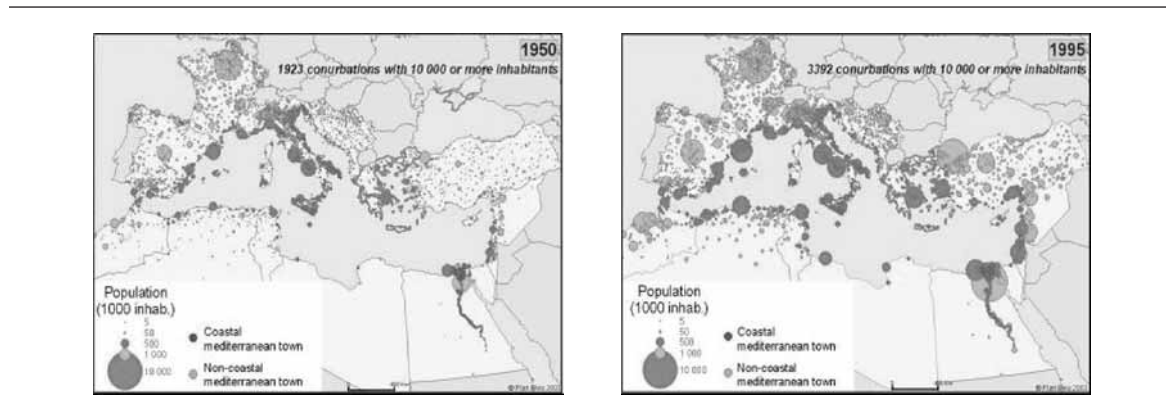 1950
1923 conurbations with 10 000 or more inhabitants
Population
(1000 inhab.)
5
50
500
1 000
10 000
Coastal
mediterranean town
Non-coastal
mediterranean town
1995
3392 conurbations with 10 000 or more inhabitants
Population
(1000 inhab.)
5
50
500
1 000
10 000
Coastal
mediterranean town
Non-coastal
mediterranean town